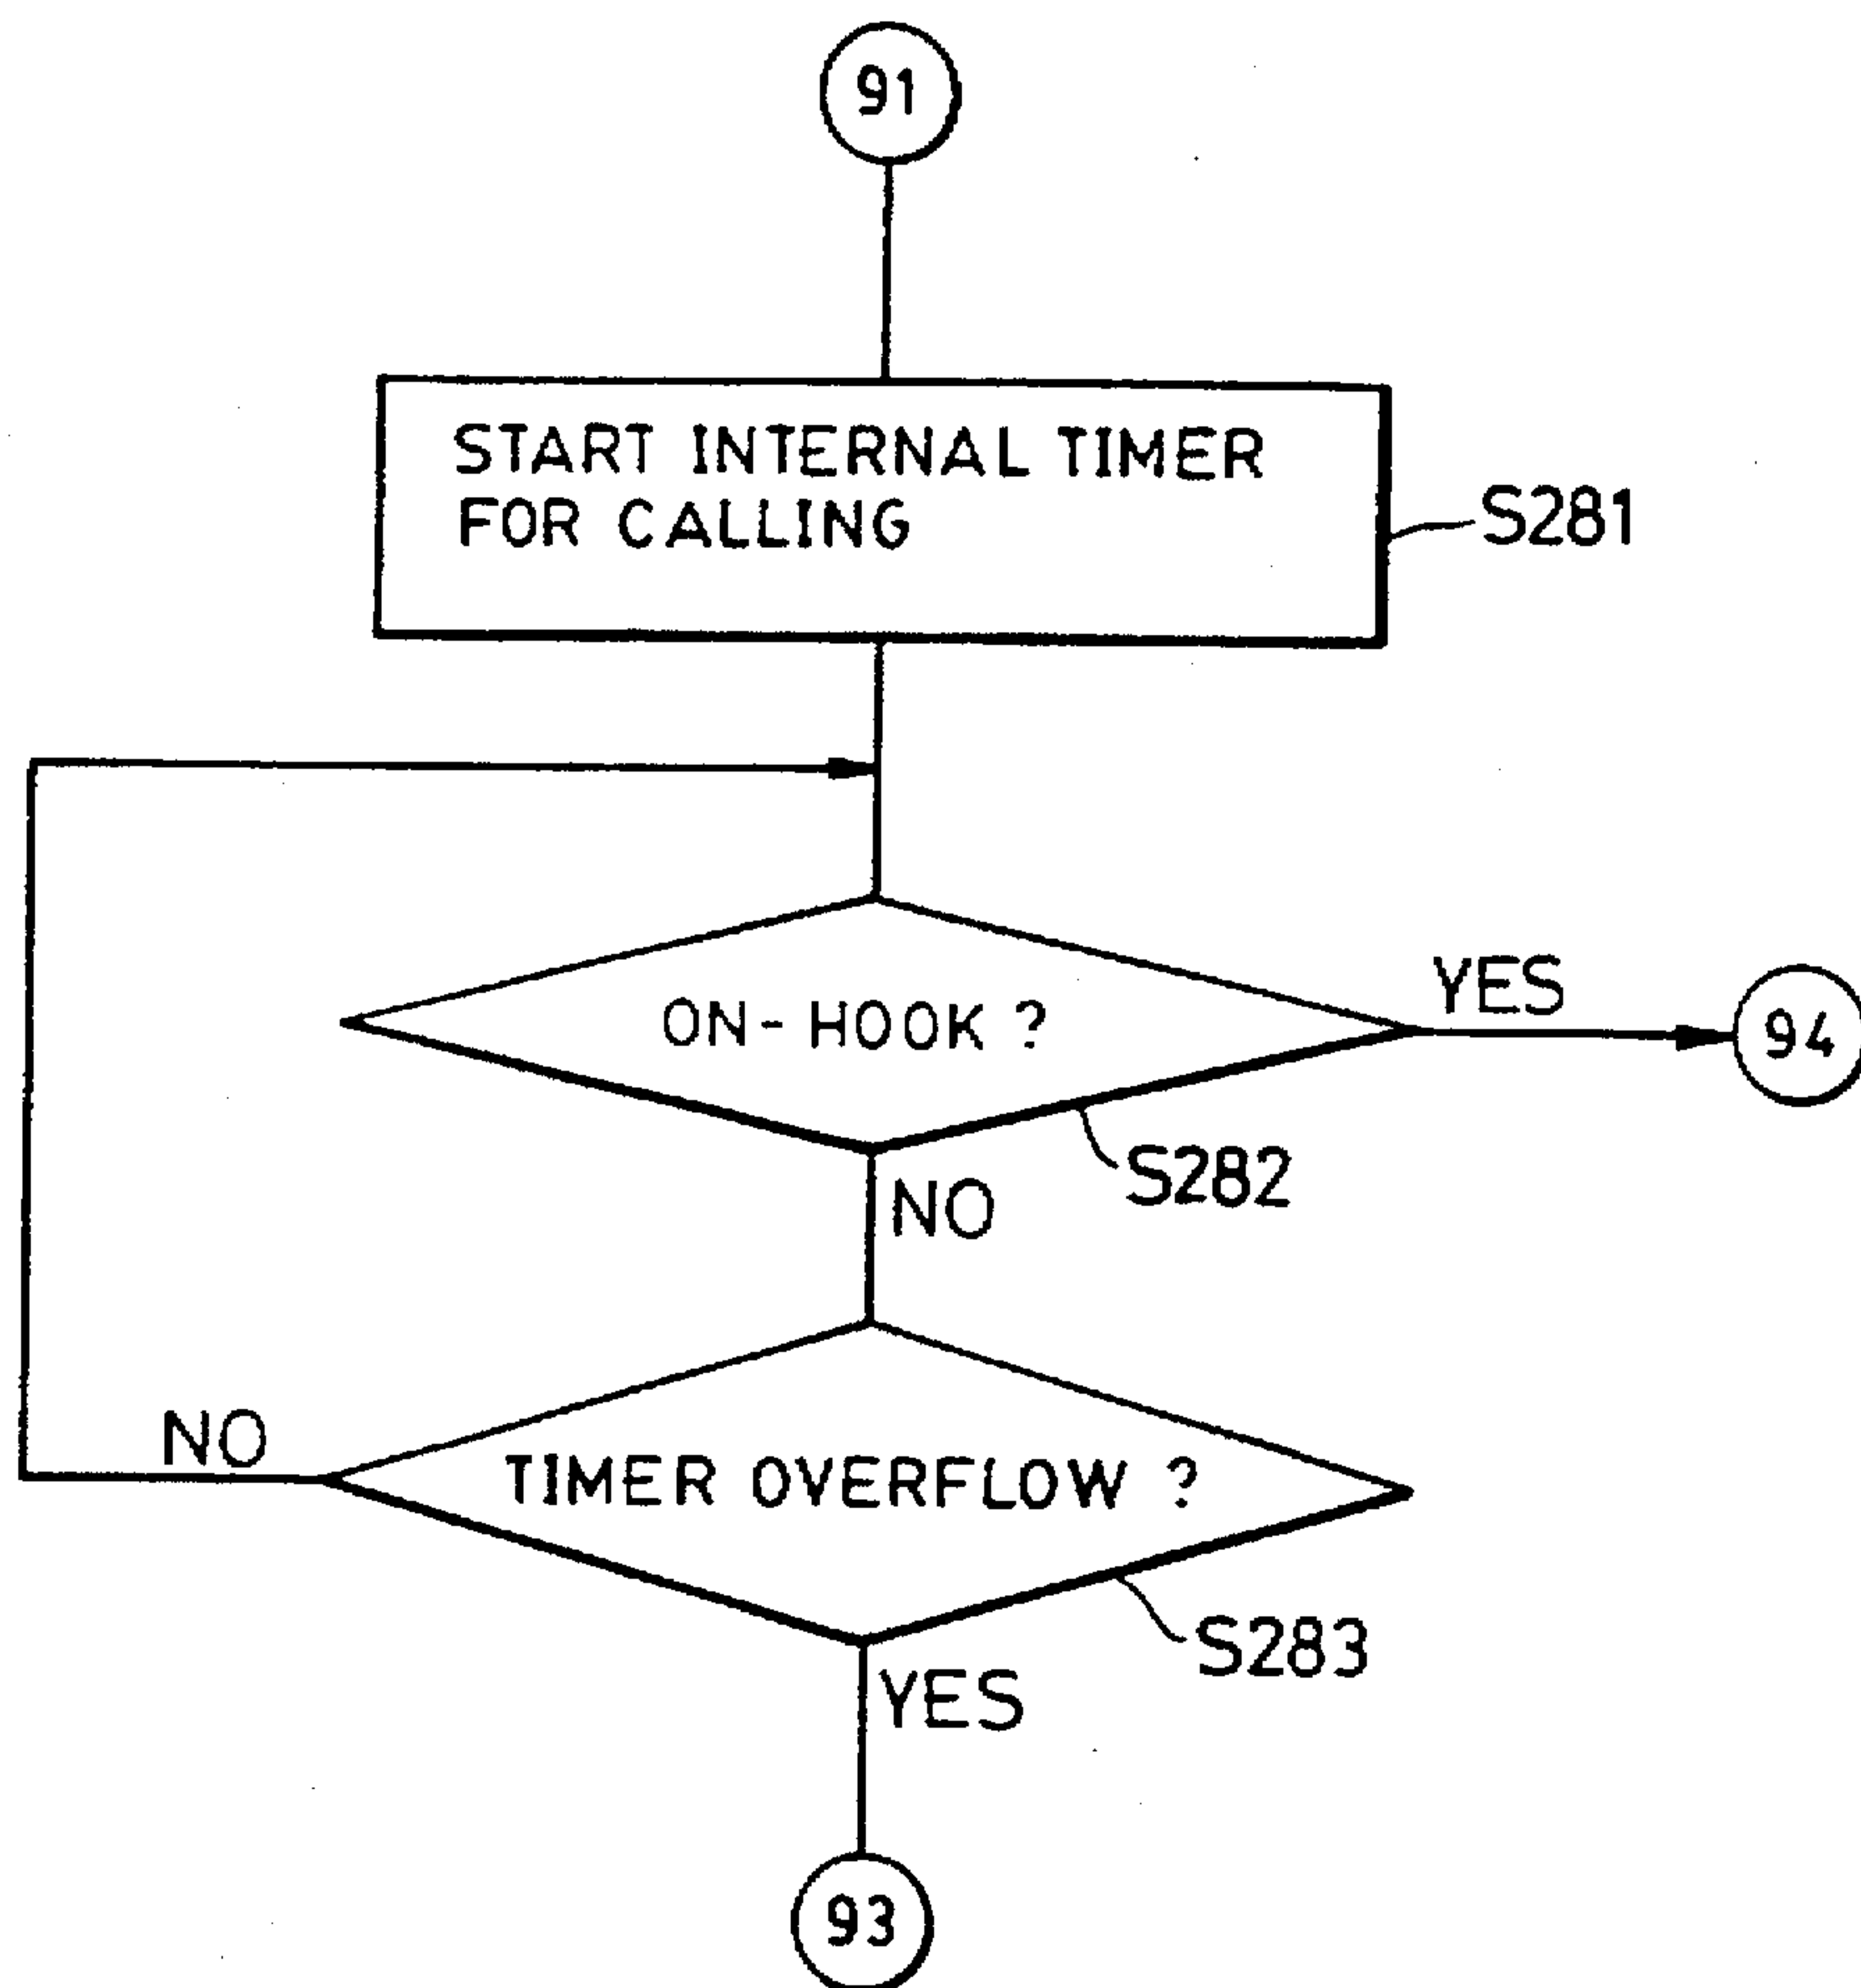 91
START INTERNAL TIMER
FOR CALLING
S281
ON-HOOK ?
YES
94
S282
NO
TIMER OVERFLOW ?
NO
S283
YES
93